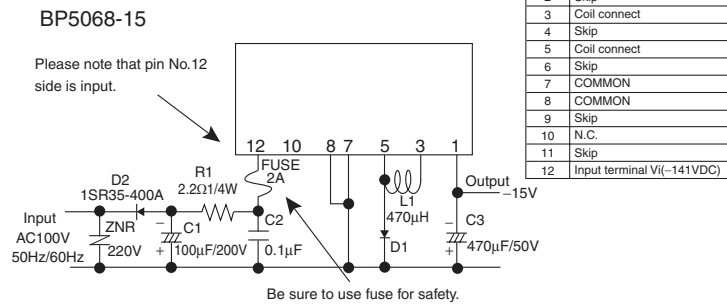 BP5068-15
Please note that pin No.12
side is input.
12 10 8 7 5 3 1
FUSE
2A
D2
1SR35-400A
R1
2.2Ω1/4W
L1
470μH
Output
−15V
Input
AC100V
50Hz/60Hz
ZNR
220V
−
C1
+
100μF/200V
C2
0.1μF
D1
−
C3
+
470μF/50V
Be sure to use fuse for safety.
3 Coil connect
4 Skip
5 Coil connect
6 Skip
7 COMMON
8 COMMON
9 Skip
10 N.C.
11 Skip
12 Input terminal Vi(−141VDC)